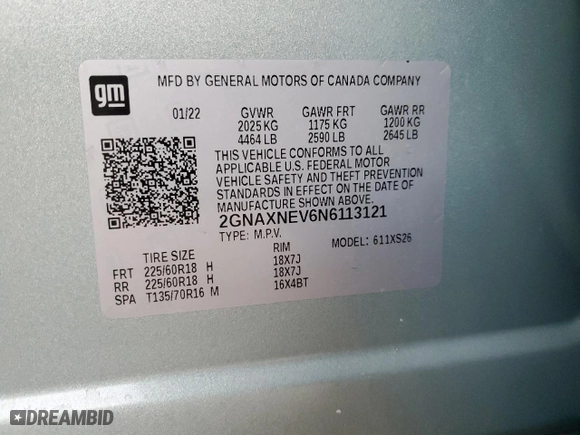 gm
MFD BY GENERAL MOTORS OF CANADA COMPANY
01/22 GVWR GAWR FRT GAWR RR
2025 KG 1175 KG 1200 KG
4464 LB 2590 LB 2645 LB
THIS VEHICLE CONFORMS TO ALL
APPLICABLE U.S. FEDERAL MOTOR
VEHICLE SAFETY AND THEFT PREVENTION
STANDARDS IN EFFECT ON THE DATE OF
MANUFACTURE SHOWN ABOVE.
2GNAXNEV6N6113121
TYPE: M.P.V. MODEL: 611XS26
TIRE SIZE RIM
FRT 225/60R18 H 18X7J
RR 225/60R18 H 18X7J
SPA T135/70R16 M 16X4BT
DREAMBID